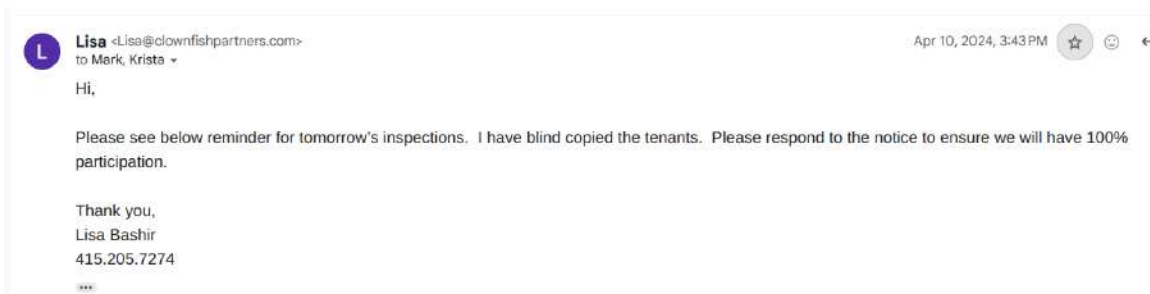 L
Lisa <Lisa@clownfishpartners.com>
Apr 10, 2024, 3:43 PM
to Mark, Krista
Hi,
Please see below reminder for tomorrow's inspections. I have blind copied the tenants. Please respond to the notice to ensure we will have 100%
participation.
Thank you,
Lisa Bashir
415.205.7274